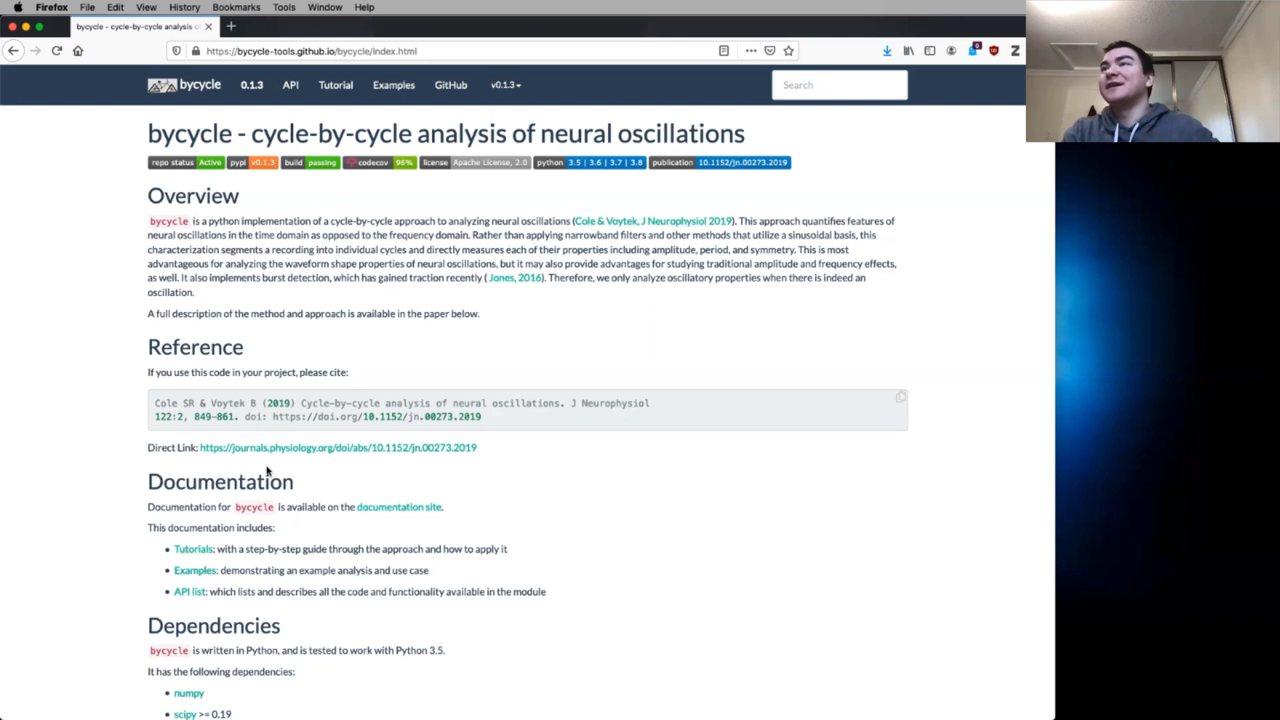 Firefox File Edit View History Bookmarks Tools Window Help
bycycle - cycle-by-cycle analysis o
https://bycycle-tools.github.io/bycycle/index.html
bycycle 0.1.3 API Tutorial Examples GitHub v0.1.3 Search
bycycle - cycle-by-cycle analysis of neural oscillations
repo status Active pypi v0.1.3 build passing codecov 96% license Apache License, 2.0 python 3.5 | 3.6 | 3.7 | 3.8 publication 10.1152/jn.00273.2019
Overview
bycycle is a python implementation of a cycle-by-cycle approach to analyzing neural oscillations (Cole & Voytek, J Neurophysiol 2019). This approach quantifies features of
neural oscillations in the time domain as opposed to the frequency domain. Rather than applying narrowband filters and other methods that utilize a sinusoidal basis, this
characterization segments a recording into individual cycles and directly measures each of their properties including amplitude, period, and symmetry. This is most
advantageous for analyzing the waveform shape properties of neural oscillations, but it may also provide advantages for studying traditional amplitude and frequency effects,
as well. It also implements burst detection, which has gained traction recently ( Jones, 2016). Therefore, we only analyze oscillatory properties when there is indeed an
oscillation.
A full description of the method and approach is available in the paper below.
Reference
If you use this code in your project, please cite:
Cole SR & Voytek B (2019) Cycle-by-cycle analysis of neural oscillations. J Neurophysiol
122:2, 849-861. doi: https://doi.org/10.1152/jn.00273.2019
Direct Link: https://journals.physiology.org/doi/abs/10.1152/jn.00273.2019
Documentation
Documentation for bycycle is available on the documentation site.
This documentation includes:
• Tutorials: with a step-by-step guide through the approach and how to apply it
• Examples: demonstrating an example analysis and use case
• API list: which lists and describes all the code and functionality available in the module
Dependencies
bycycle is written in Python, and is tested to work with Python 3.5.
It has the following dependencies:
• numpy
• scipy >= 0.19